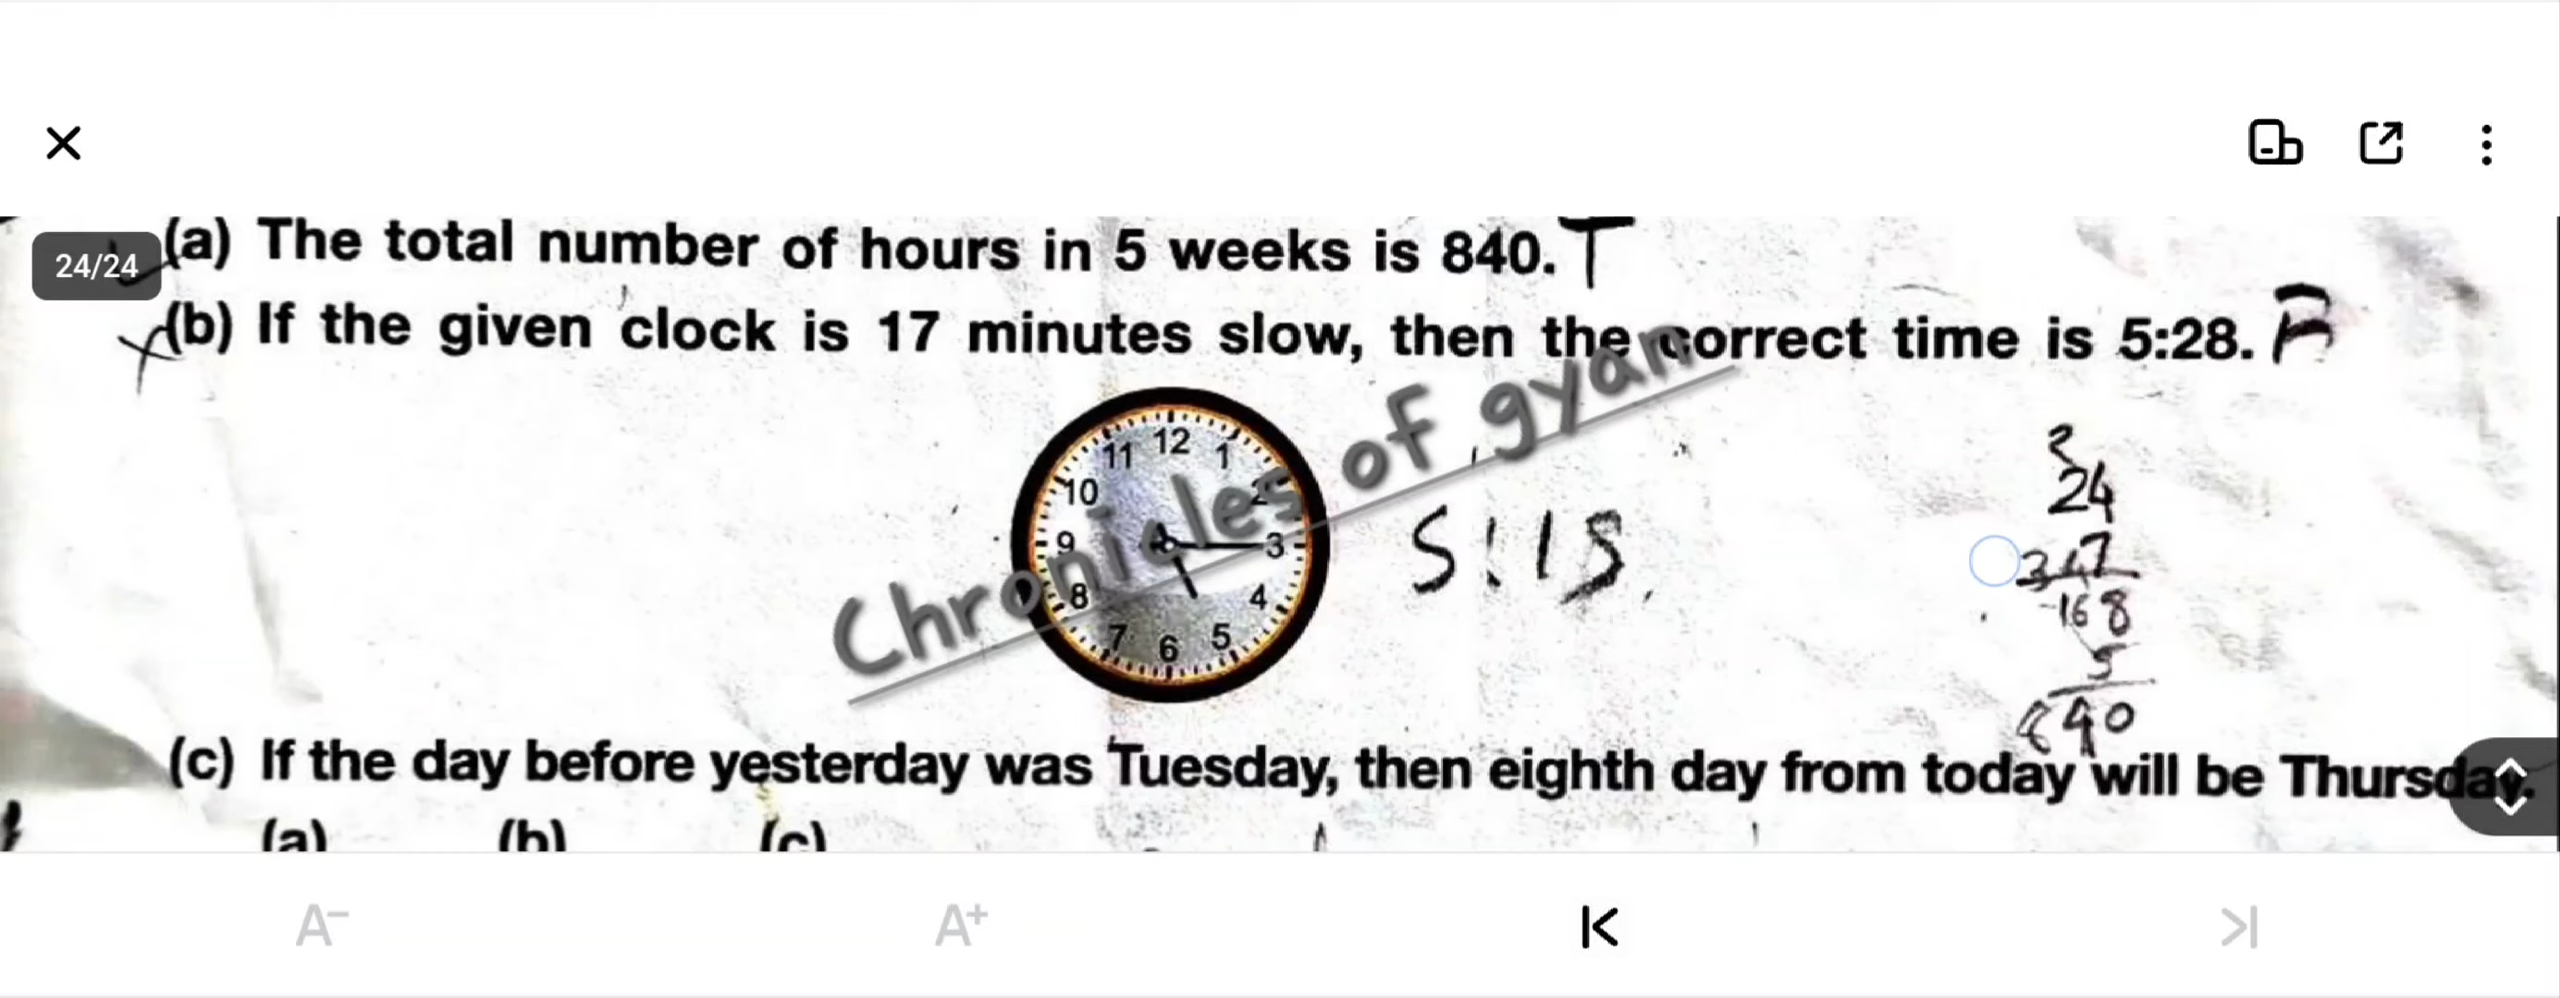 24/24
(a) The total number of hours in 5 weeks is 840. T
(b) If the given clock is 17 minutes slow, then the correct time is 5:28. F
Chronicles of gyan
12
11 1
10 2
9 3
8 4
7 5
6
5:15.
2
24
3 x7
168
5
840
(c) If the day before yesterday was Tuesday, then eighth day from today will be Thursday.
(a) (b) (c)
A- A+